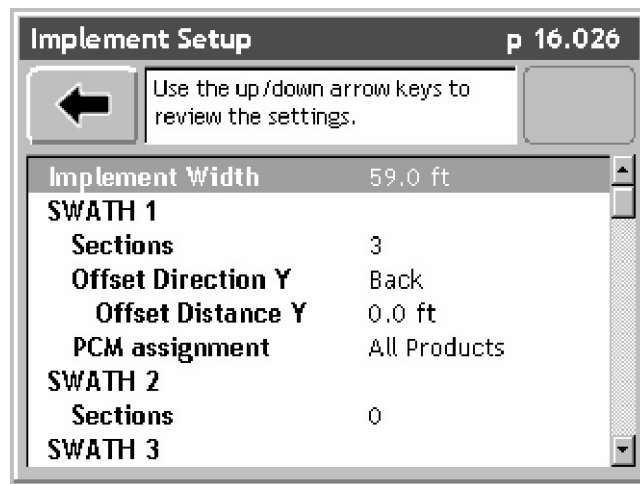 Implement Setup p 16.026
Use the up/down arrow keys to
review the settings.
Implement Width 59.0 ft
SWATH 1
Sections 3
Offset Direction Y Back
Offset Distance Y 0.0 ft
PCM assignment All Products
SWATH 2
Sections 0
SWATH 3